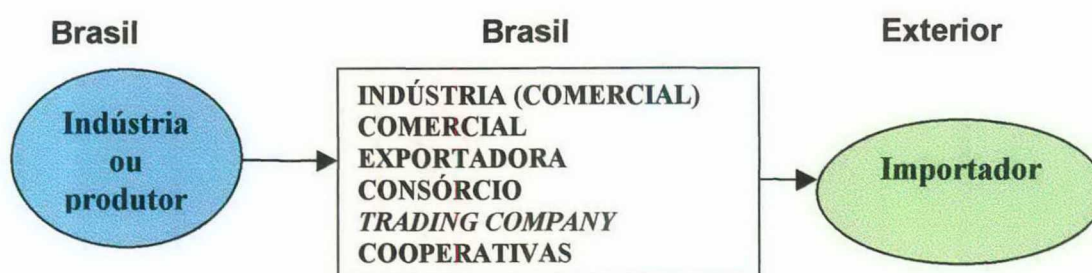 Brasil
Brasil
Exterior
Indústria
ou
produtor
INDÚSTRIA (COMERCIAL)
COMERCIAL
EXPORTADORA
CONSÓRCIO
TRADING COMPANY
COOPERATIVAS
Importador